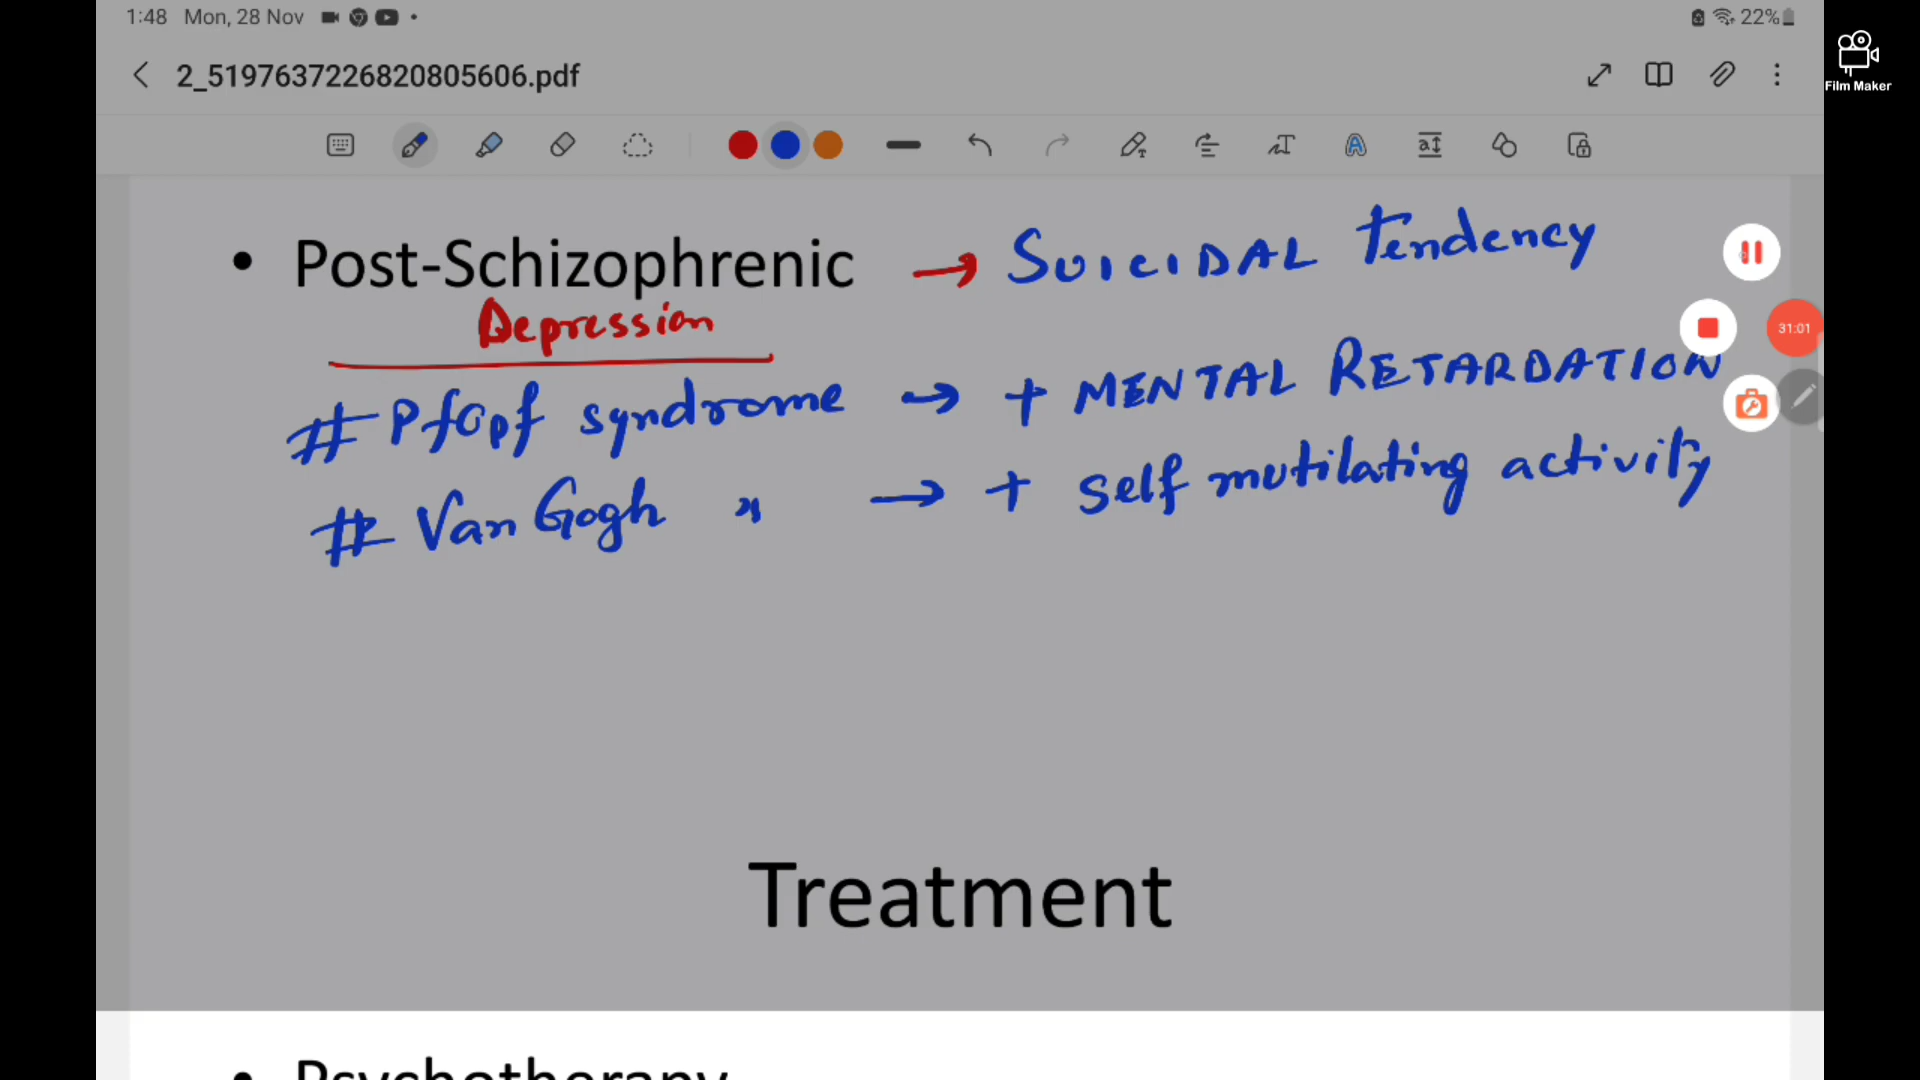 1:48 Mon, 28 Nov 22%
Film Maker
2_5197637226820805606.pdf
• Post-Schizophrenic → SUICIDAL Tendency
Depression
31:01
# Pfopf syndrome → + MENTAL RETARDATION
# Van Gogh " → + Self mutilating activity
Treatment
• Psychotherapy